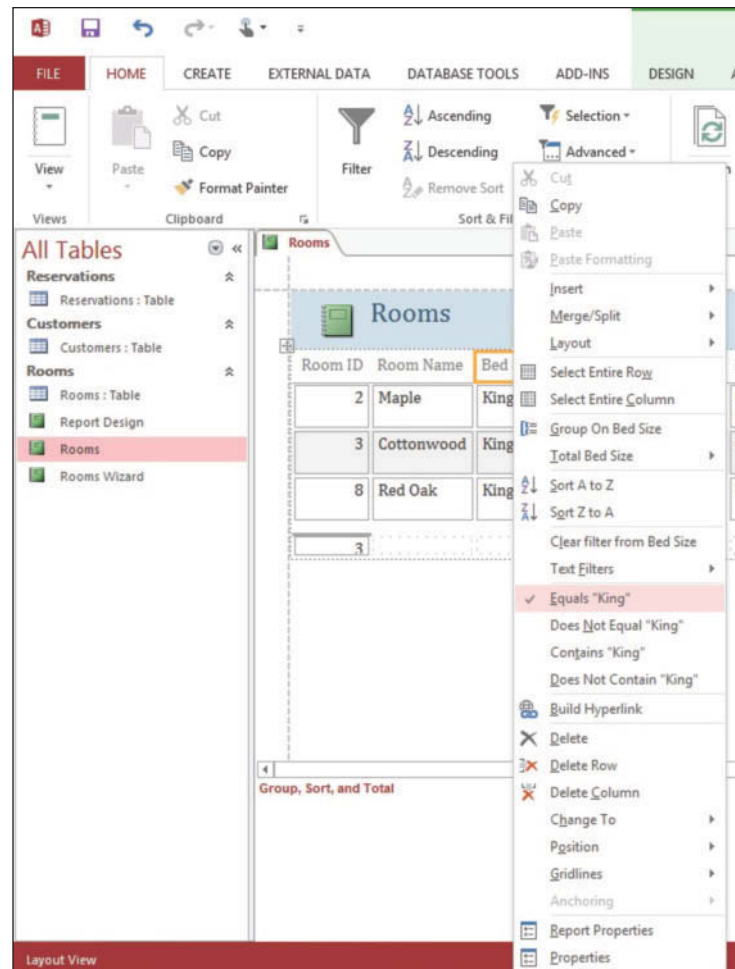 FILE HOME CREATE EXTERNAL DATA DATABASE TOOLS ADD-INS DESIGN
View
Views
Paste
Cut
Copy
Format Painter
Clipboard
Filter
Ascending
Descending
Remove Sort
Selection
Advanced
Sort & Fil
All Tables
Reservations
Reservations : Table
Customers
Customers : Table
Rooms
Rooms : Table
Report Design
Rooms
Rooms Wizard
Rooms
Rooms
Room ID Room Name Bed
2 Maple King
3 Cottonwood King
8 Red Oak King
3
Group, Sort, and Total
Cut
Copy
Paste
Paste Formatting
Insert
Merge/Split
Layout
Select Entire Row
Select Entire Column
Group On Bed Size
Total Bed Size
Sort A to Z
Sort Z to A
Clear filter from Bed Size
Text Filters
Equals "King"
Does Not Equal "King"
Contains "King"
Does Not Contain "King"
Build Hyperlink
Delete
Delete Row
Delete Column
Change To
Position
Gridlines
Anchoring
Report Properties
Properties
Layout View